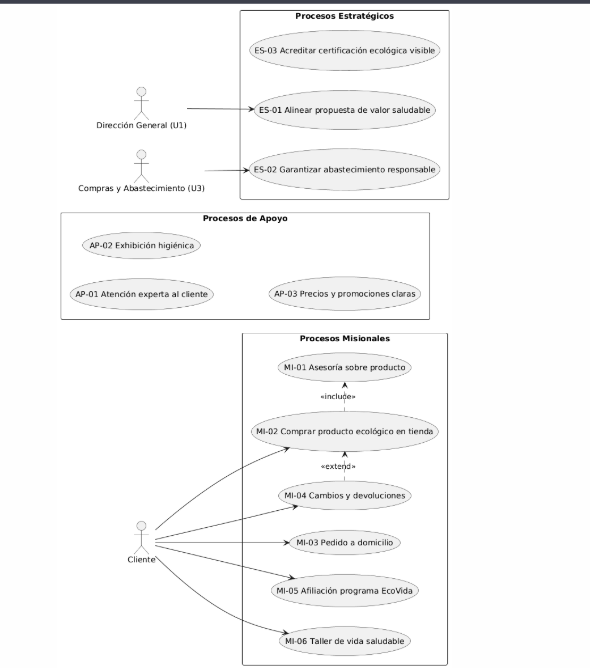 Procesos Estratégicos
ES-03 Acreditar certificación ecológica visible
ES-01 Alinear propuesta de valor saludable
Dirección General (U1)
ES-02 Garantizar abastecimiento responsable
Compras y Abastecimiento (U3)
Procesos de Apoyo
AP-02 Exhibición higiénica
AP-01 Atención experta al cliente
AP-03 Precios y promociones claras
Procesos Misionales
MI-01 Asesoría sobre producto
«include»
MI-02 Comprar producto ecológico en tienda
«extend»
MI-04 Cambios y devoluciones
MI-03 Pedido a domicilio
Cliente
MI-05 Afiliación programa EcoVida
MI-06 Taller de vida saludable